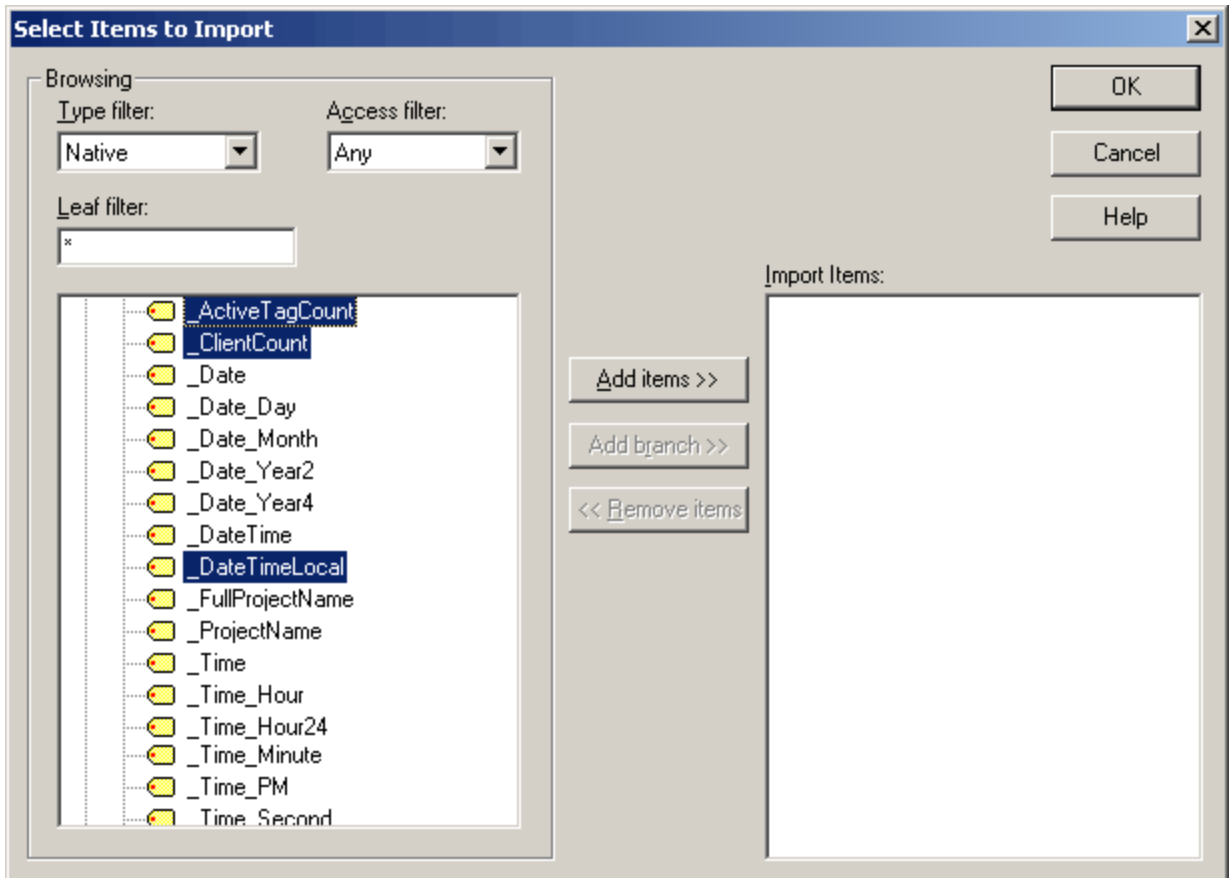 Select Items to Import
Browsing
Type filter:
Access filter:
Native
Any
Leaf filter:
*
_ActiveTagCount
_ClientCount
_Date
_Date_Day
_Date_Month
_Date_Year2
_Date_Year4
_DateTime
_DateTimeLocal
_FullProjectName
_ProjectName
_Time
_Time_Hour
_Time_Hour24
_Time_Minute
_Time_PM
_Time_Second
Add items >>
Add branch >>
<< Remove items
OK
Cancel
Help
Import Items: